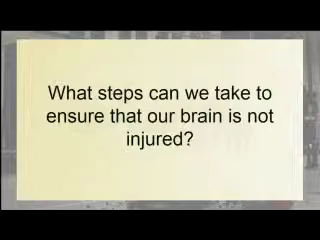 What steps can we take to
ensure that our brain is not
injured?